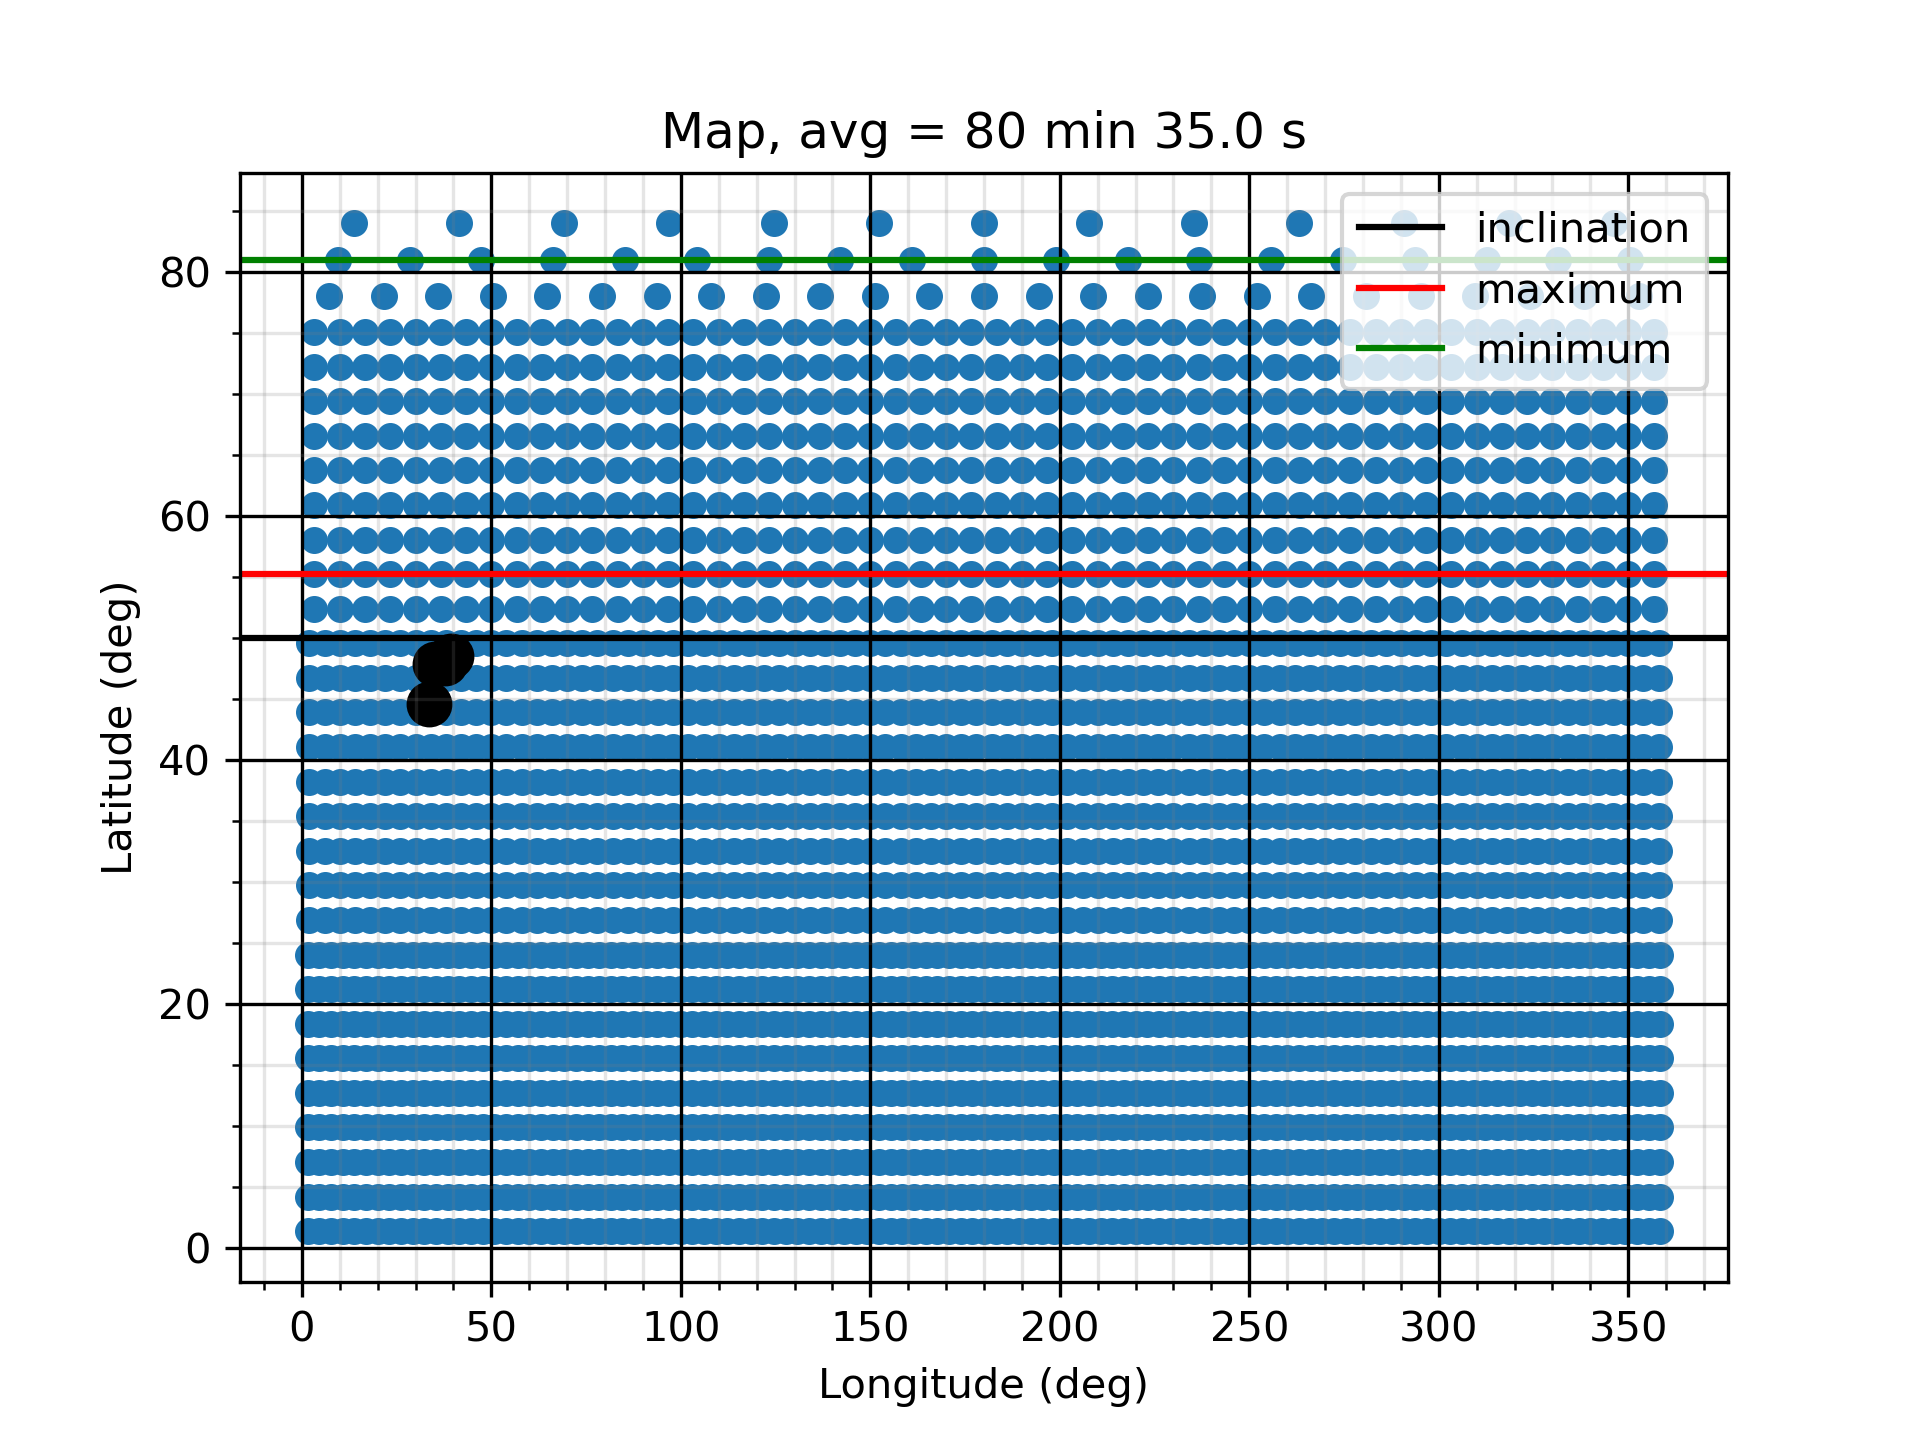 Map, avg = 80 min 35.0 s
inclination
maximum
minimum
80
60
40
20
0
Latitude (deg)
0 50 100 150 200 250 300 350
Longitude (deg)